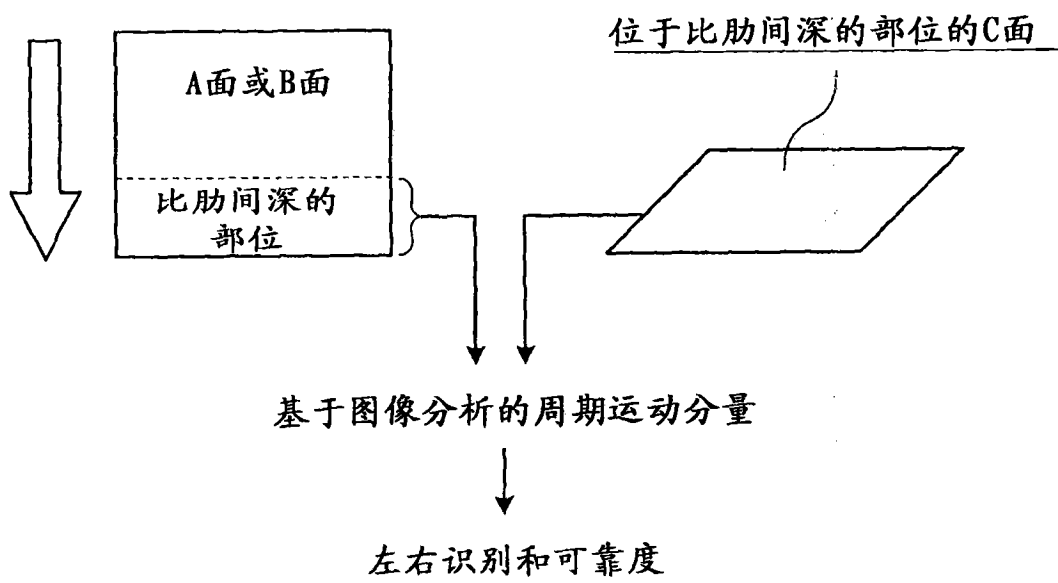 位于比肋间深的部位的C面
A面或B面
比肋间深的
部位
基于图像分析的周期运动分量
左右识别和可靠度